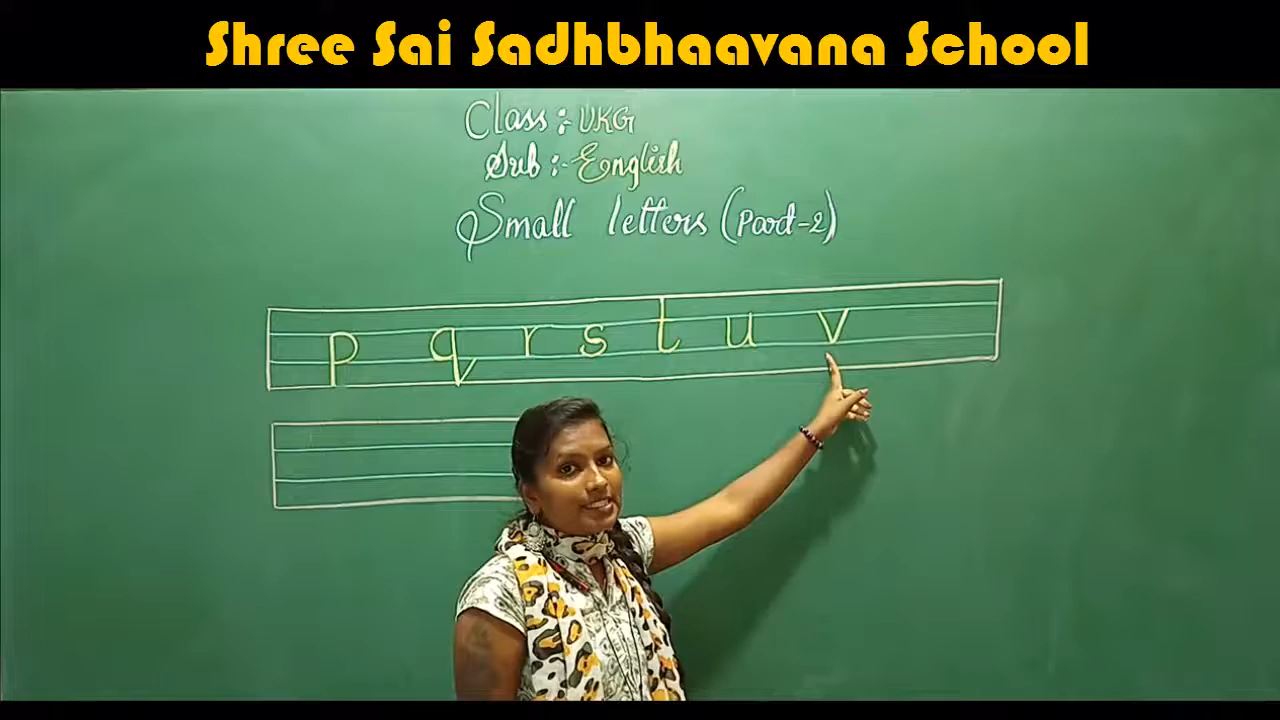 Shree Sai Sadhbhaavana School
Class :- UKG
Sub :- English
Small letters (Part-2)
p q r s t u v